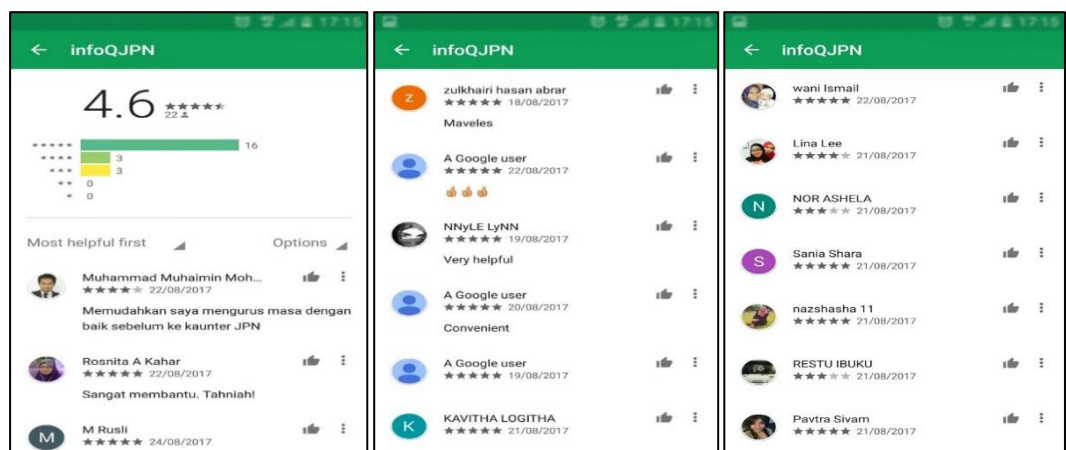 17:15
infoQJPN
4.6
22
16
3
3
0
0
Most helpful first
Options
Muhammad Muhaimin Moh...
22/08/2017
Memudahkan saya mengurus masa dengan
baik sebelum ke kaunter JPN
Rosnita A Kahar
22/08/2017
Sangat membantu. Tahniah!
M
M Rusli
24/08/2017
17:15
infoQJPN
z
zulkhairi hasan abrar
18/08/2017
Maveles
A Google user
22/08/2017
NNyLE LyNN
19/08/2017
Very helpful
A Google user
20/08/2017
Convenient
A Google user
19/08/2017
K
KAVITHA LOGITHA
21/08/2017
17:15
infoQJPN
wani Ismail
22/08/2017
Lina Lee
21/08/2017
N
NOR ASHELA
21/08/2017
S
Sania Shara
21/08/2017
nazshasha 11
21/08/2017
RESTU IBUKU
21/08/2017
Pavtra Sivam
21/08/2017